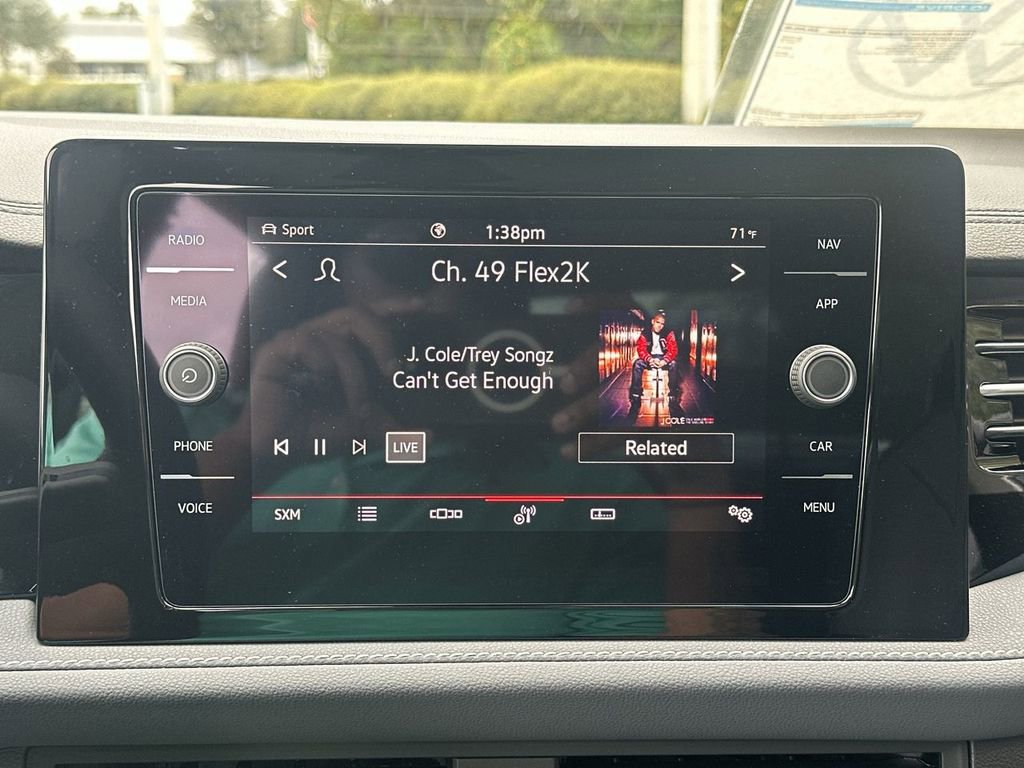 RADIO
MEDIA
PHONE
VOICE
Sport
1:38pm
71°F
Ch. 49 Flex2K
J. Cole/Trey Songz
Can't Get Enough
J.COLE
LIVE
Related
SXM
NAV
APP
CAR
MENU